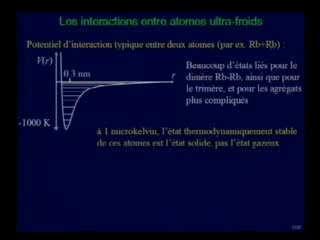 Les interactions entre atomes ultra-froids
Potentiel d'interaction typique entre deux atomes (par ex. Rb+Rb) :
V(r)
0.3 nm
r
-1000 K
Beaucoup d'états liés pour le
dimère Rb-Rb, ainsi que pour
le trimère, et pour les agrégats
plus compliqués
à 1 microkelvin, l'état thermodynamiquement stable
de ces atomes est l'état solide, pas l'état gazeux